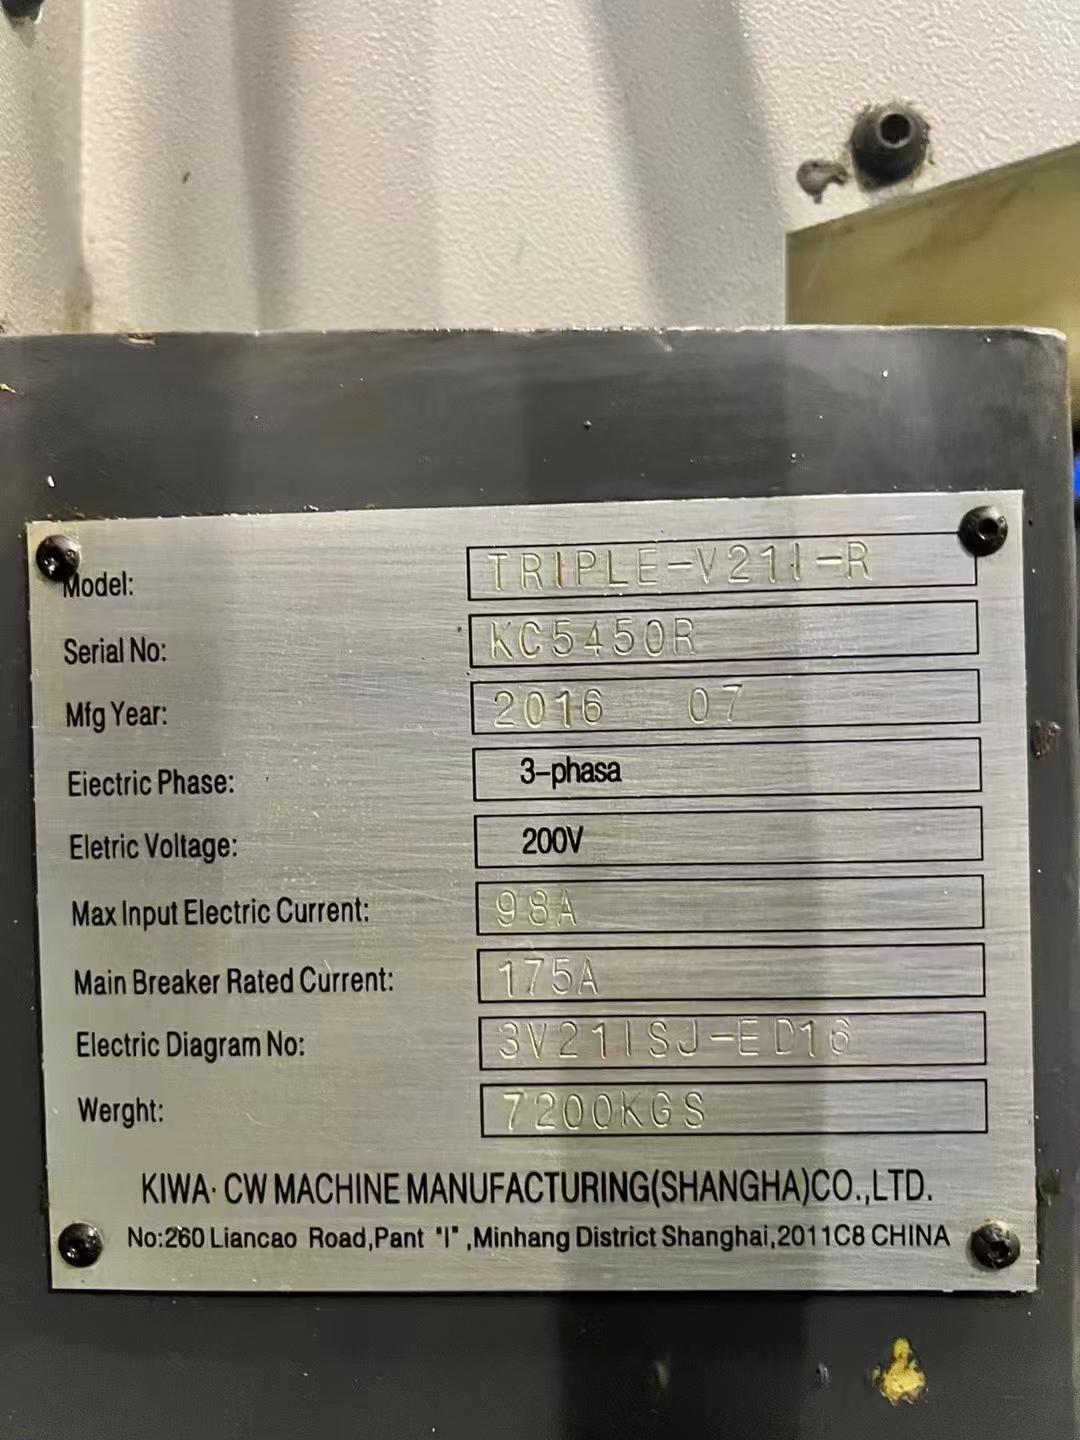 Model: TRIPLE-V21I-R
Serial No: KC5450R
Mfg Year: 2016 07
Eiectric Phase: 3-phasa
Eletric Voltage: 200V
Max Input Electric Current: 98A
Main Breaker Rated Current: 175A
Electric Diagram No: 3V21ISJ-ED16
Werght: 7200KGS
KIWA· CW MACHINE MANUFACTURING(SHANGHA)CO.,LTD.
No:260 Liancao Road,Pant "I" ,Minhang District Shanghai,2011C8 CHINA